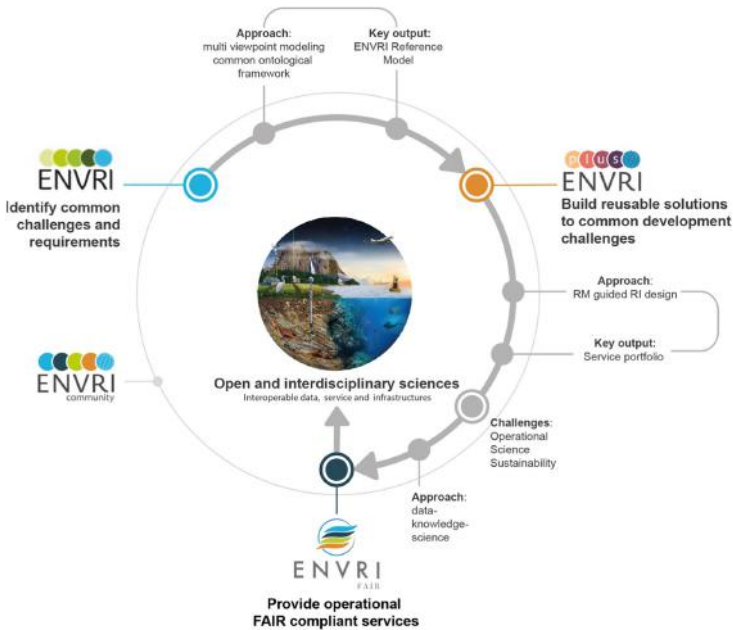 Approach:
multi viewpoint modeling
common ontological
framework
Key output:
ENVRI Reference
Model
ENVRI
Identify common
challenges and
requirements
plus
ENVRI
Build reusable solutions
to common development
challenges
Approach:
RM guided RI design
Key output:
Service portfolio
Open and interdisciplinary sciences
Interoperable data, service and infrastructures
ENVRI
community
Challenges:
Operational
Science
Sustainability
Approach:
data-
knowledge-
science
ENVRI
FAIR
Provide operational
FAIR compliant services